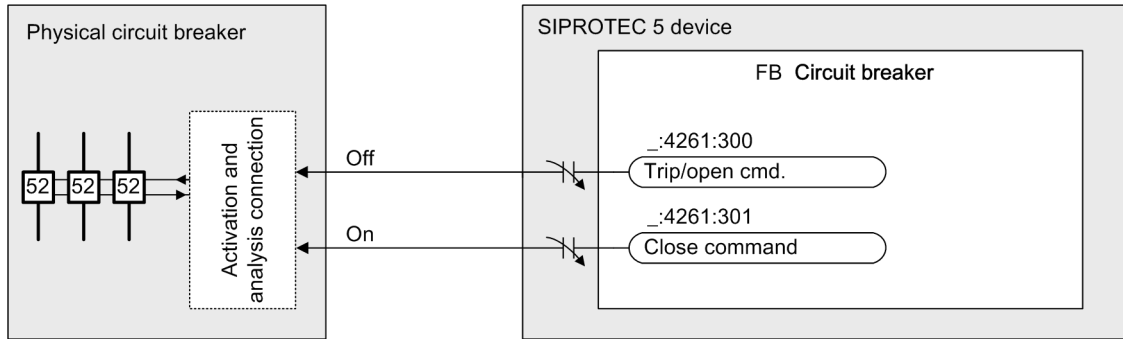 Physical circuit breaker
SIPROTEC 5 device
FB Circuit breaker
52 52 52
Activation and
analysis connection
Off
_:4261:300
Trip/open cmd.
On
_:4261:301
Close command